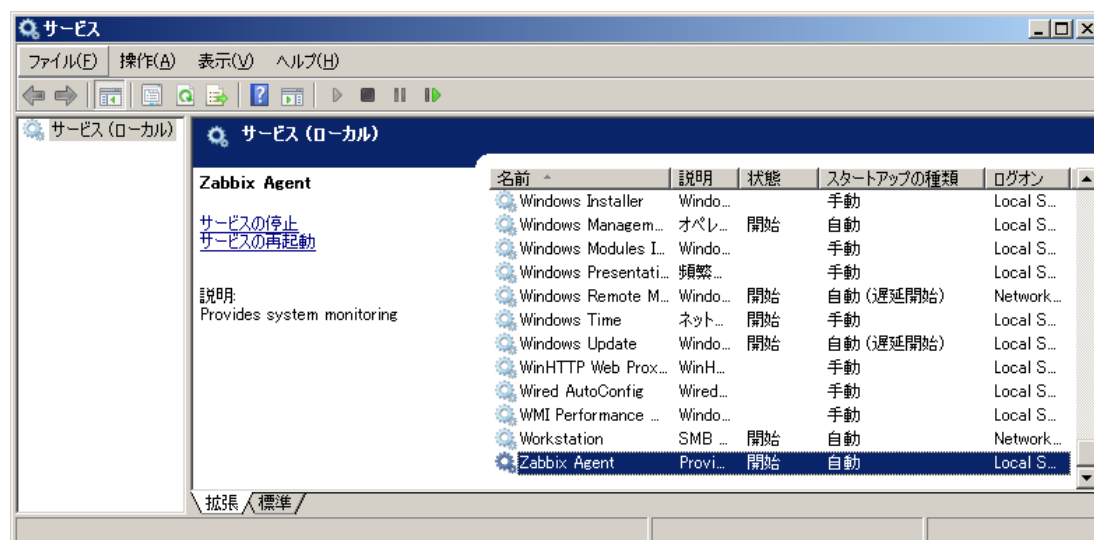 サービス
ファイル(F) 操作(A) 表示(V) ヘルプ(H)
サービス (ローカル)
サービス (ローカル)
Zabbix Agent
サービスの停止
サービスの再起動
説明:
Provides system monitoring
名前 説明 状態 スタートアップの種類 ログオン
Windows Installer Windo... 手動 Local S...
Windows Managem... オペレ... 開始 自動 Local S...
Windows Modules I... Windo... 手動 Local S...
Windows Presentati... 頻繁... 手動 Local S...
Windows Remote M... Windo... 開始 自動 (遅延開始) Network...
Windows Time ネット... 開始 手動 Local S...
Windows Update Windo... 開始 自動 (遅延開始) Local S...
WinHTTP Web Prox... WinH... 手動 Local S...
Wired AutoConfig Wired... 手動 Local S...
WMI Performance ... Windo... 手動 Local S...
Workstation SMB ... 開始 自動 Network...
Zabbix Agent Provi... 開始 自動 Local S...
拡張 標準